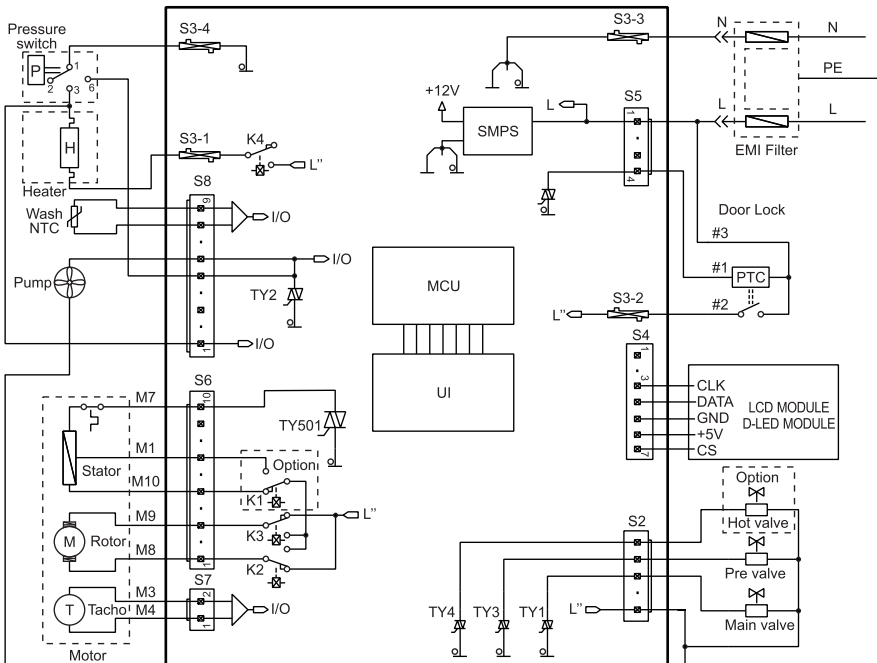 Pressure
switch
P
1
2
3
6
S3-4
S3-3
N
N
PE
+12V
L
S5
L
L
SMPS
1
4
EMI Filter
H
Heater
S3-1
K4
L''
S8
9
Wash
NTC
I/O
Door Lock
#3
#1
PTC
#2
Pump
I/O
TY2
MCU
L''
S3-2
1
I/O
S4
1
3
7
UI
CLK
DATA
GND
+5V
CS
LCD MODULE
D-LED MODULE
S6
M7
10
TY501
M1
Stator
Option
M10
K1
M9
L''
M
Rotor
K3
M8
1
K2
S7
M3
2
T
Tacho
M4
1
I/O
Motor
Option
Hot valve
S2
Pre valve
TY4
TY3
TY1
L''
Main valve